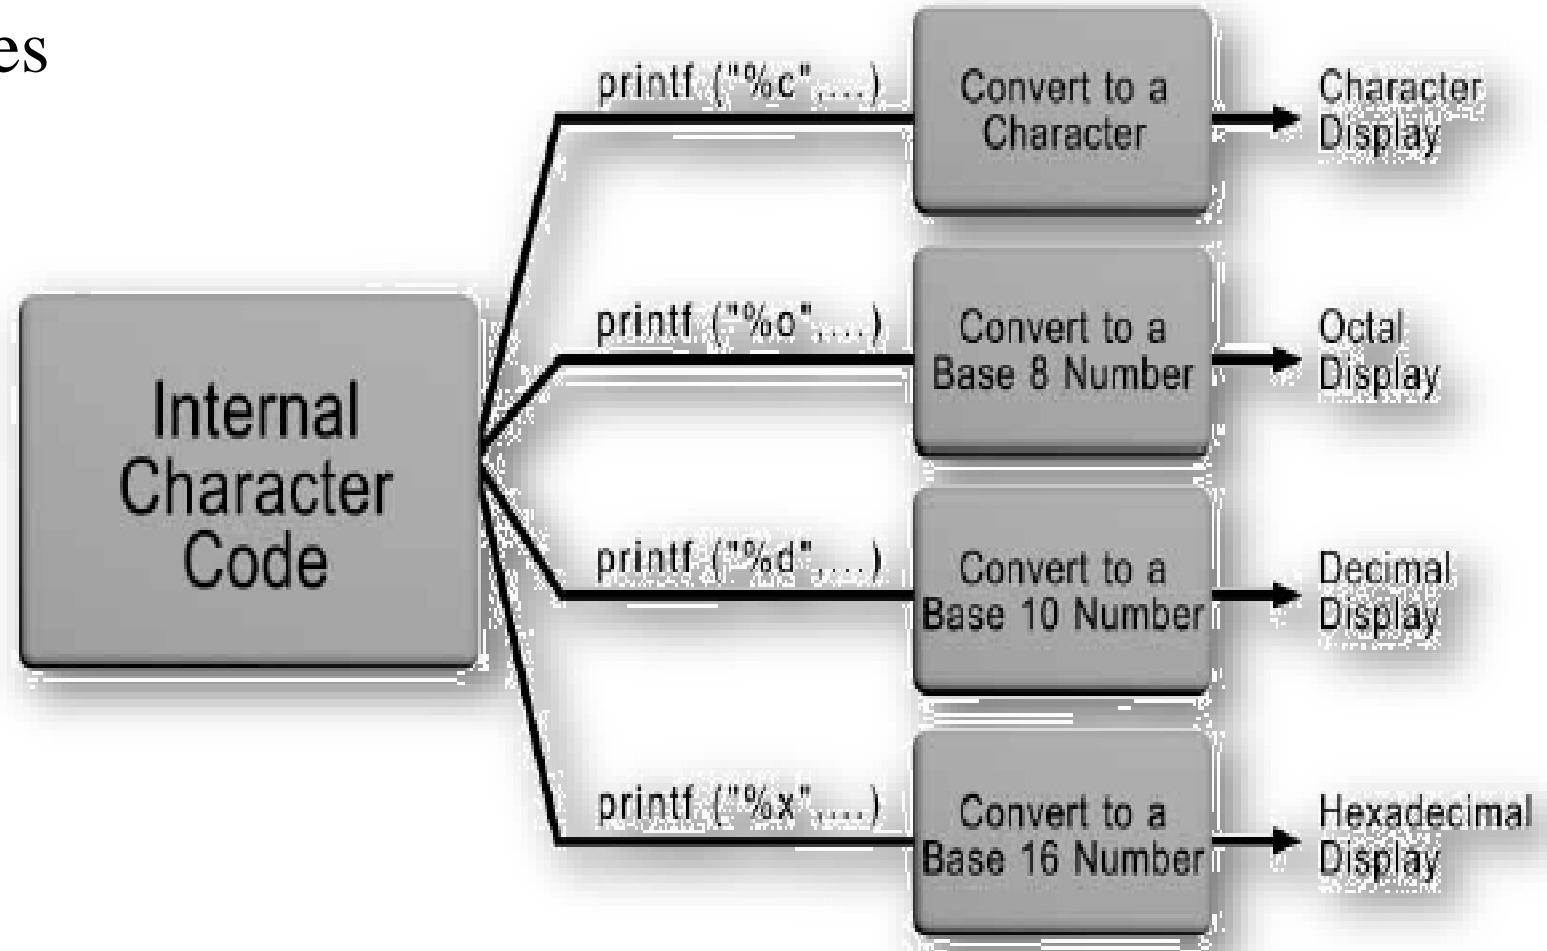 es
printf ("%c",...)
Convert to a
Character
Character
Display
Internal
Character
Code
printf ("%o",...)
Convert to a
Base 8 Number
Octal
Display
printf ("%d",...)
Convert to a
Base 10 Number
Decimal
Display
printf ("%x",...)
Convert to a
Base 16 Number
Hexadecimal
Display